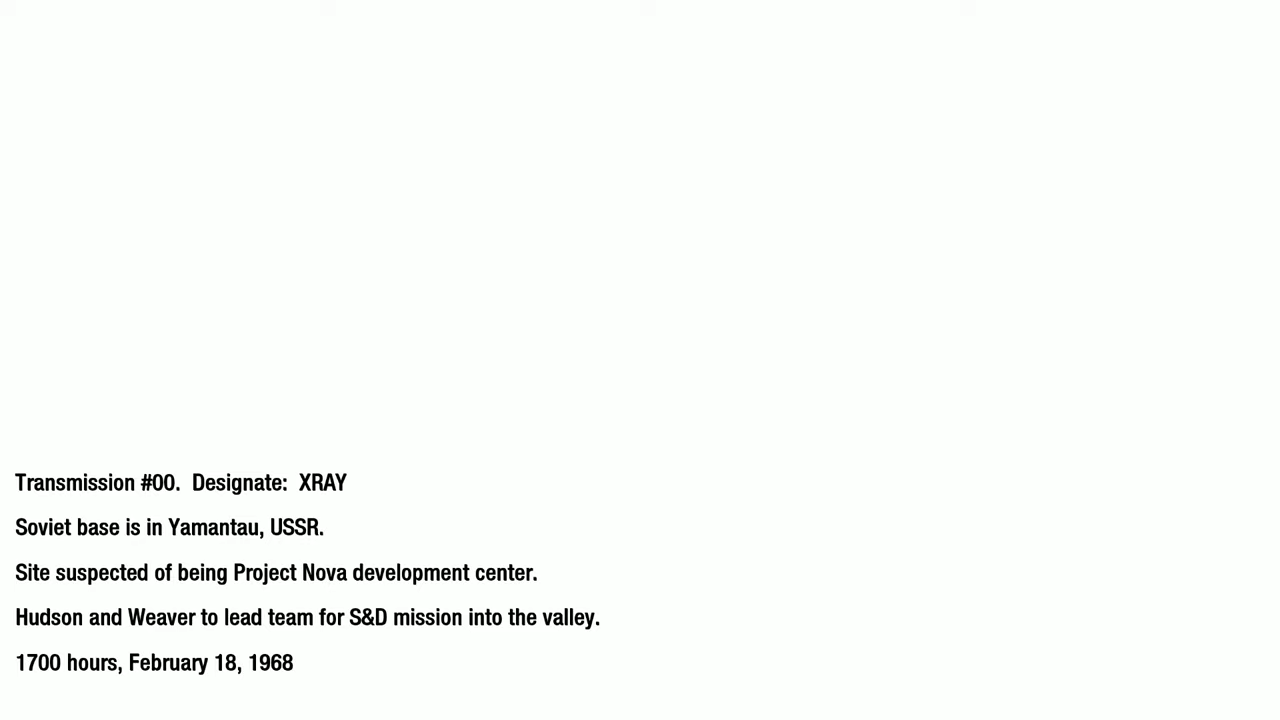 Transmission #00.  Designate:  XRAY
Soviet base is in Yamantau, USSR.
Site suspected of being Project Nova development center.
Hudson and Weaver to lead team for S&D mission into the valley.
1700 hours, February 18, 1968